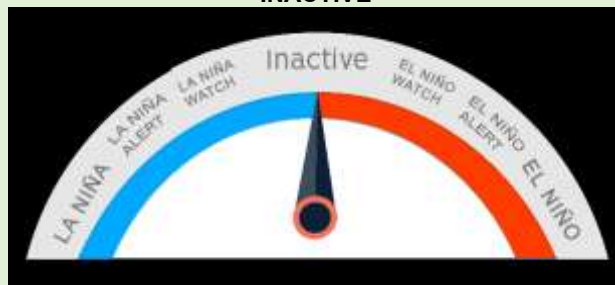 INACTIVE
Inactive
LA NIÑA
WATCH
EL NIÑO
WATCH
LA NIÑA
ALERT
EL NIÑO
ALERT
LA NIÑA
EL NIÑO